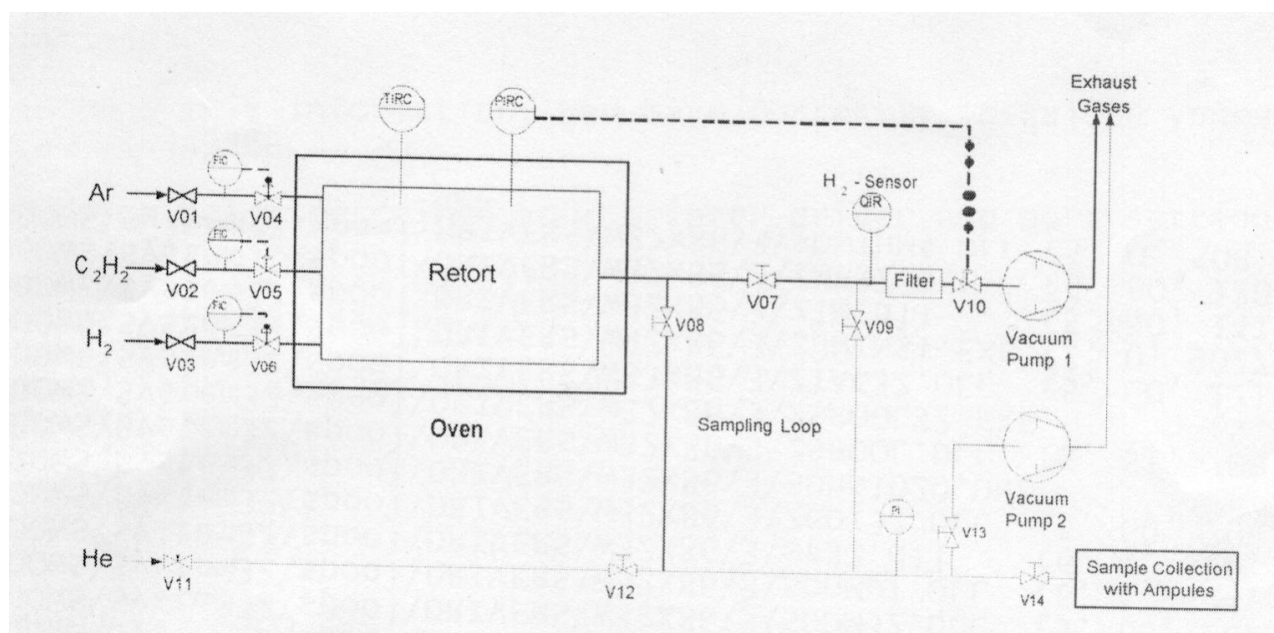 Exhaust
Gases
TIRC
PIRC
FIC
Ar
V01
V04
H2 - Sensor
QIR
FIC
C2H2
V02
V05
Retort
Filter
V07
V10
FIC
H2
V03
V06
V08
V09
Vacuum
Pump 1
Oven
Sampling Loop
Vacuum
Pump 2
PI
V13
He
V11
V12
V14
Sample Collection
with Ampules